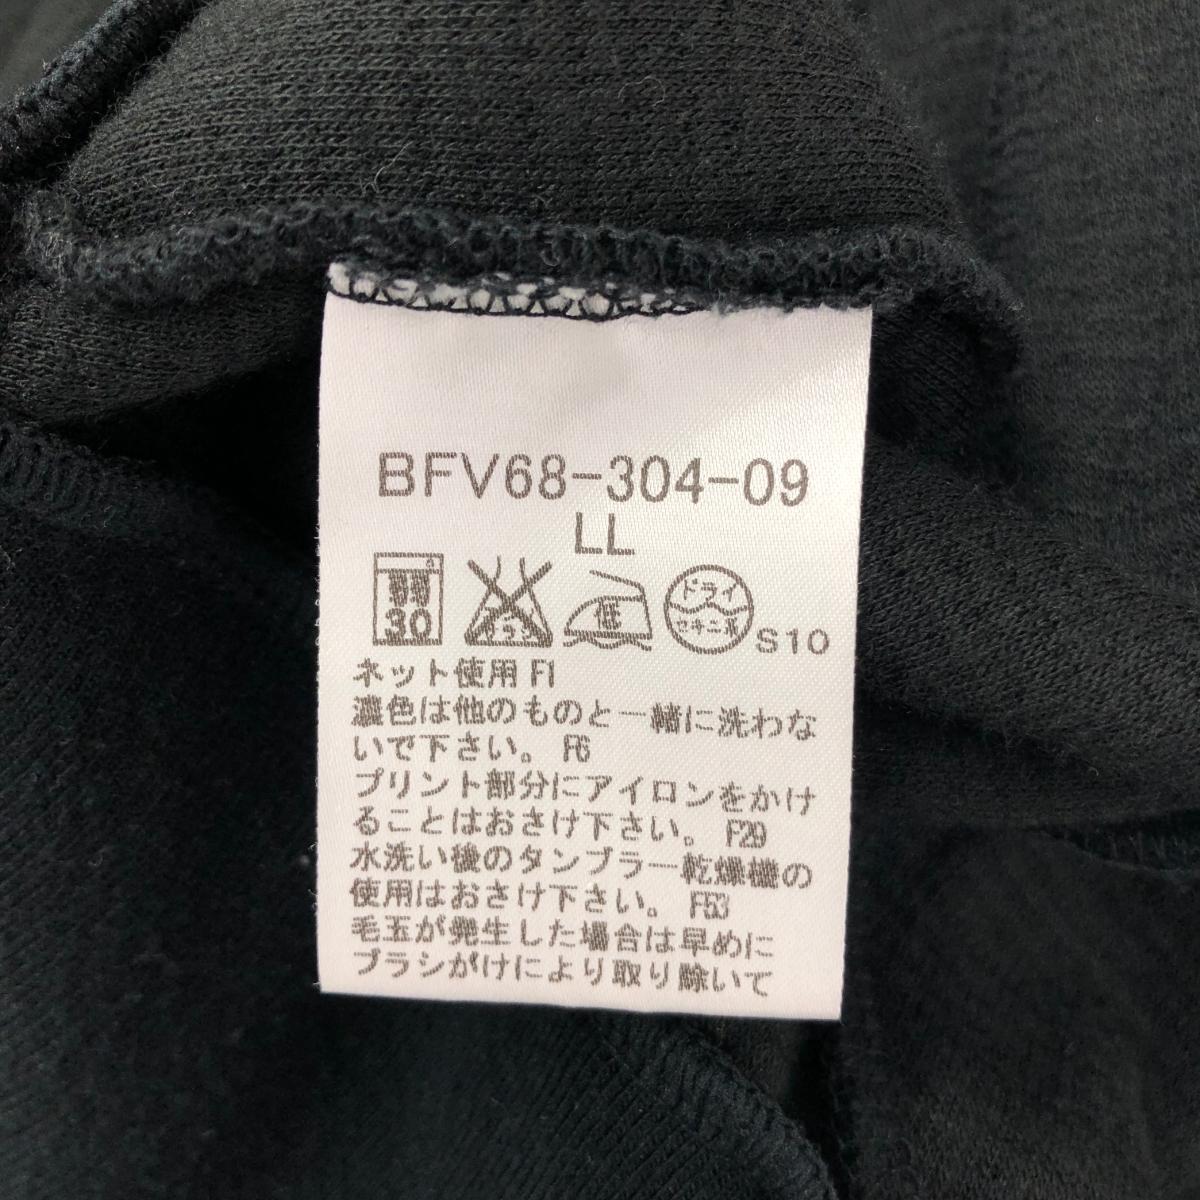 BFV68-304-09
LL
30
低
ドライ
セキユ系
S10
ネット使用 F1
濃色は他のものと一緒に洗わな
いで下さい。 F6
プリント部分にアイロンをかけ
ることはおさけ下さい。 F29
水洗い後のタンブラー乾燥機の
使用はおさけ下さい。 F53
毛玉が発生した場合は早めに
ブラシがけにより取り除いて